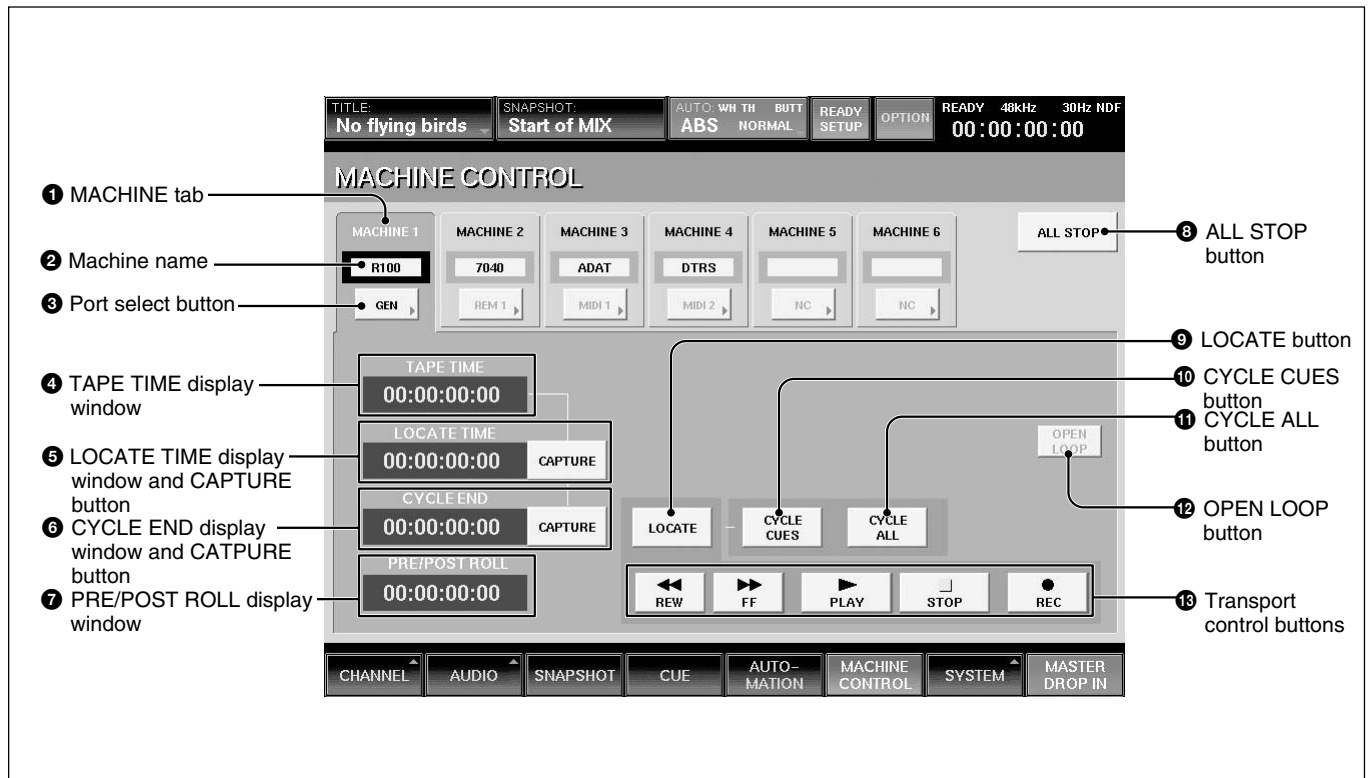 TITLE:
No flying birds
SNAPSHOT:
Start of MIX
AUTO: WH TH BUTT
ABS NORMAL
READY
SETUP
OPTION
READY 48kHz 30Hz NDF
00:00:00:00
MACHINE CONTROL
MACHINE 1
MACHINE 2
MACHINE 3
MACHINE 4
MACHINE 5
MACHINE 6
R100
7040
ADAT
DTRS
GEN
REM 1
MIDI 1
MIDI 2
NC
NC
ALL STOP
TAPE TIME
00:00:00:00
LOCATE TIME
00:00:00:00
CAPTURE
CYCLE END
00:00:00:00
CAPTURE
PRE/POST ROLL
00:00:00:00
LOCATE
CYCLE
CUES
CYCLE
ALL
OPEN
LOOP
REW
FF
PLAY
STOP
REC
CHANNEL
AUDIO
SNAPSHOT
CUE
AUTO–
MATION
MACHINE
CONTROL
SYSTEM
MASTER
DROP IN
❶ MACHINE tab
❷ Machine name
❸ Port select button
❹ TAPE TIME display
window
❺ LOCATE TIME display
window and CAPTURE
button
❻ CYCLE END display
window and CATPURE
button
❼ PRE/POST ROLL display
window
❽ ALL STOP
button
❾ LOCATE button
❿ CYCLE CUES
button
⓫ CYCLE ALL
button
⓬ OPEN LOOP
button
⓭ Transport
control buttons